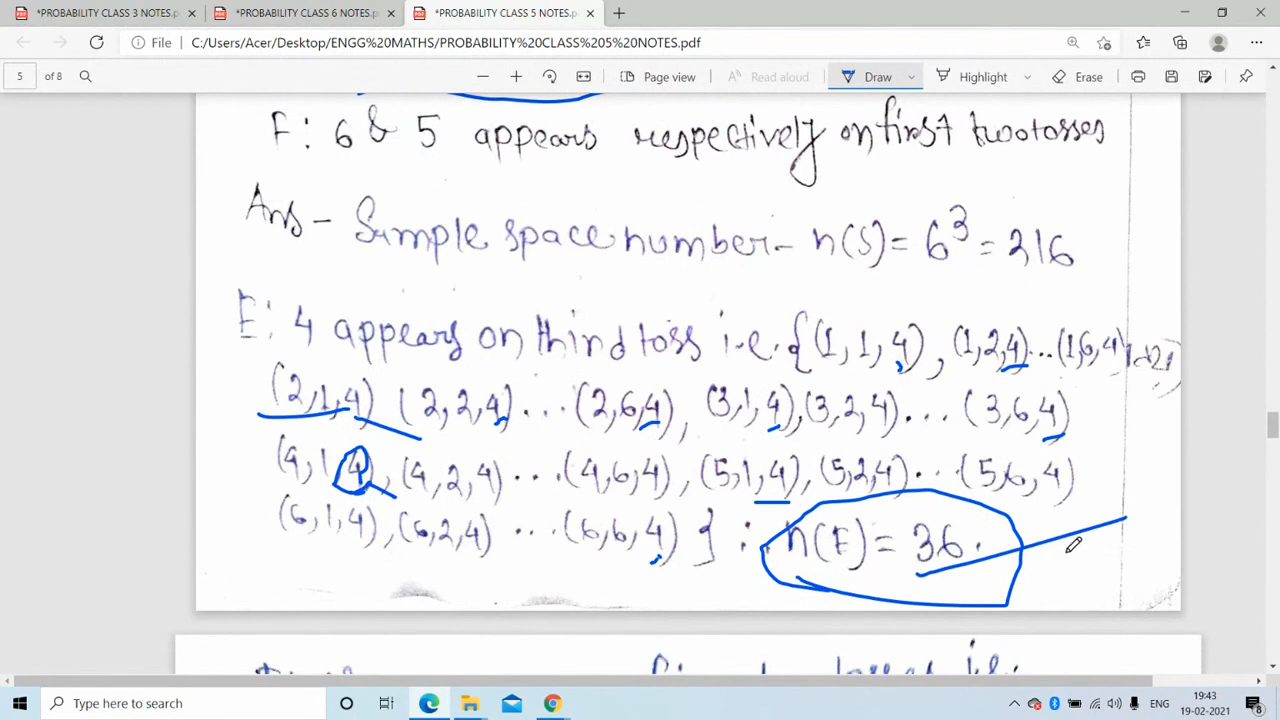 *PROBABILITY CLASS 3 NOTES.p
*PROBABILITY CLASS 6 NOTES.p
*PROBABILITY CLASS 5 NOTES.p
File C:/Users/Acer/Desktop/ENGG%20MATHS/PROBABILITY%20CLASS%205%20NOTES.pdf
5 of 8 Page view Read aloud Draw Highlight Erase
F: 6 & 5 appears respectively on first two tosses
Ans - Sample space number - n(S) = 6³ = 216
E: 4 appears on third toss i.e. {(1,1,4), (1,2,4)...(1,6,4)
(2,1,4) (2,2,4)...(2,6,4), (3,1,4),(3,2,4)...(3,6,4)
(4,1,4), (4,2,4)...(4,6,4), (5,1,4), (5,2,4)...(5,6,4)
(6,1,4), (6,2,4) ...(6,6,4) } : n(E) = 36.
Type here to search
ENG
19:43
19-02-2021
8